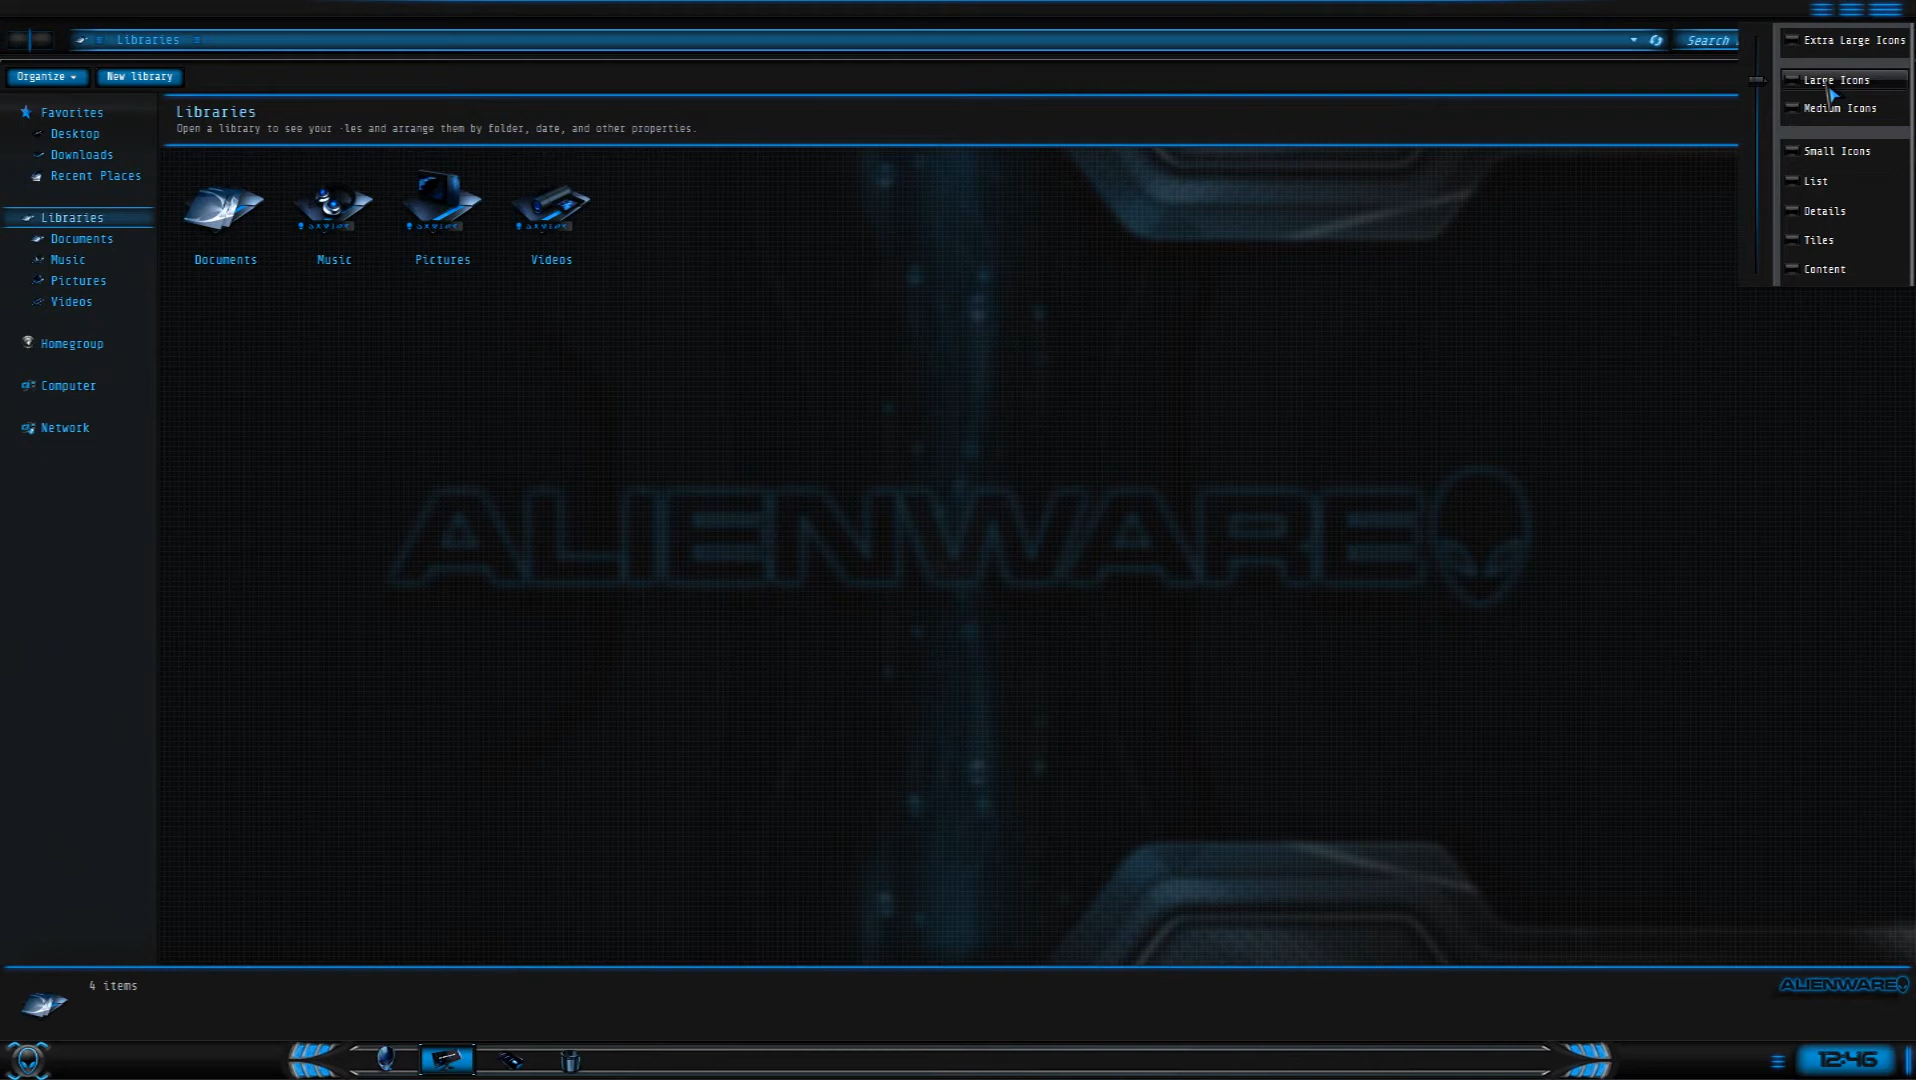 Libraries
Search
Extra Large Icons
Large Icons
Medium Icons
Small Icons
List
Details
Tiles
Content
Organize
New library
Favorites
Desktop
Downloads
Recent Places
Libraries
Documents
Music
Pictures
Videos
Homegroup
Computer
Network
Libraries
Open a library to see your -les and arrange them by folder, date, and other properties.
Documents
Music
Pictures
Videos
ALIENWARE
4 items
ALIENWARE
12:46